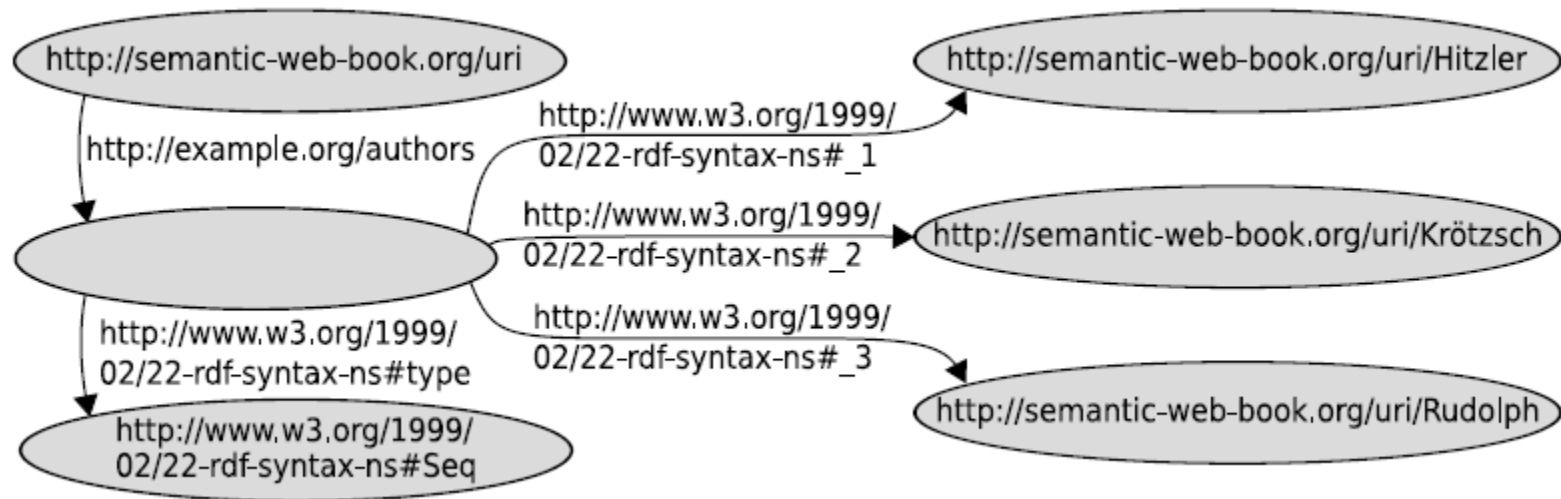 http://semantic-web-book.org/uri
http://semantic-web-book.org/uri/Hitzler
http://www.w3.org/1999/
02/22-rdf-syntax-ns#_1
http://example.org/authors
http://www.w3.org/1999/
02/22-rdf-syntax-ns#_2
http://semantic-web-book.org/uri/Krötzsch
http://www.w3.org/1999/
02/22-rdf-syntax-ns#_3
http://www.w3.org/1999/
02/22-rdf-syntax-ns#type
http://semantic-web-book.org/uri/Rudolph
http://www.w3.org/1999/
02/22-rdf-syntax-ns#Seq